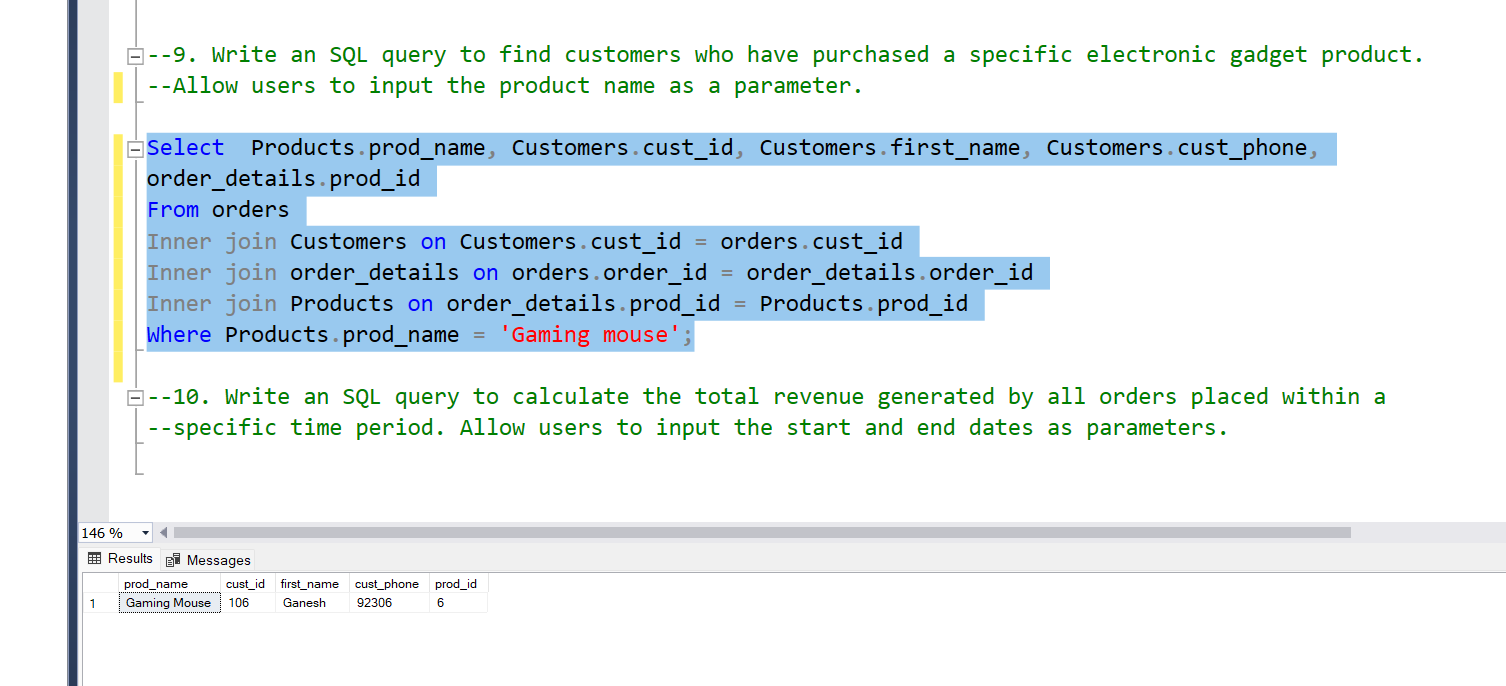 --9. Write an SQL query to find customers who have purchased a specific electronic gadget product.
--Allow users to input the product name as a parameter.
Select  Products.prod_name, Customers.cust_id, Customers.first_name, Customers.cust_phone,
order_details.prod_id
From orders
Inner join Customers on Customers.cust_id = orders.cust_id
Inner join order_details on orders.order_id = order_details.order_id
Inner join Products on order_details.prod_id = Products.prod_id
Where Products.prod_name = 'Gaming mouse';
--10. Write an SQL query to calculate the total revenue generated by all orders placed within a
--specific time period. Allow users to input the start and end dates as parameters.
146 %
Results Messages
prod_name cust_id first_name cust_phone prod_id
1 Gaming Mouse 106 Ganesh 92306 6